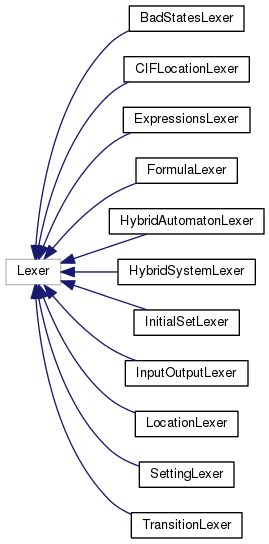 BadStatesLexer
CIFLocationLexer
ExpressionsLexer
FormulaLexer
HybridAutomatonLexer
Lexer
HybridSystemLexer
InitialSetLexer
InputOutputLexer
LocationLexer
SettingLexer
TransitionLexer